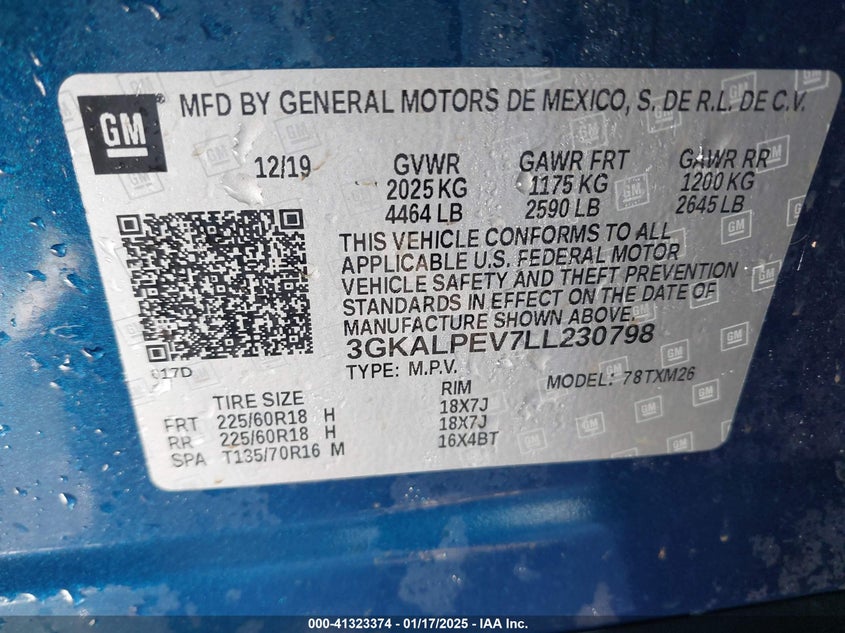 GM
MFD BY GENERAL MOTORS DE MEXICO, S. DE R.L. DE C.V.
12/19 GVWR GAWR FRT GAWR RR
2025 KG 1175 KG 1200 KG
4464 LB 2590 LB 2645 LB
THIS VEHICLE CONFORMS TO ALL
APPLICABLE U.S. FEDERAL MOTOR
VEHICLE SAFETY AND THEFT PREVENTION
STANDARDS IN EFFECT ON THE DATE OF
MANUFACTURE SHOWN ABOVE.
3GKALPEV7LL230798
TYPE: M.P.V. MODEL: 78TXM26
TIRE SIZE RIM
FRT 225/60R18 H 18X7J
RR 225/60R18 H 18X7J
SPA T135/70R16 M 16X4BT
000-41323374 / 01/17/2025 - IAA Inc.